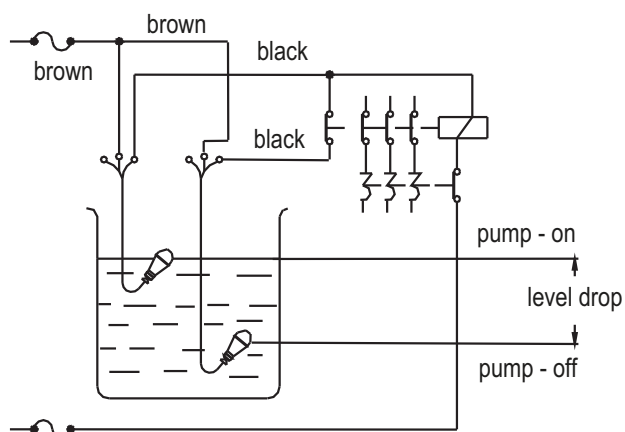 brown
brown
black
black
pump - on
level drop
pump - off